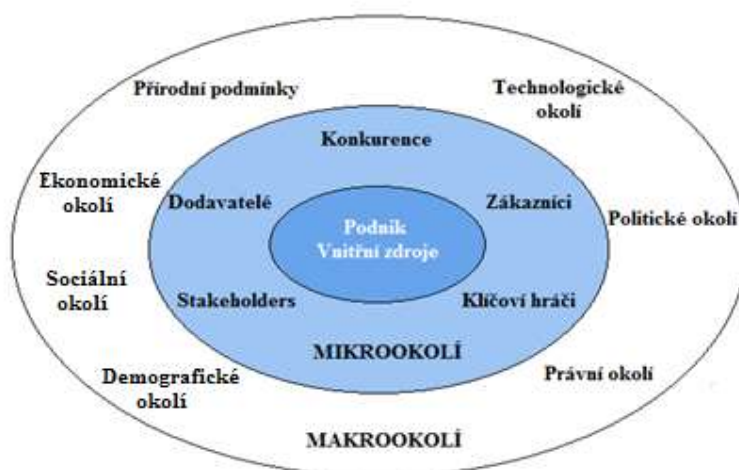 Přírodní podmínky
Technologické
okolí
Konkurence
Ekonomické
okolí
Dodavatelé
Zákazníci
Politické okolí
Podnik
Vnitřní zdroje
Sociální
okolí
Stakeholders
Klíčoví hráči
MIKROOKOLÍ
Demografické
okolí
Právní okolí
MAKROOKOLÍ